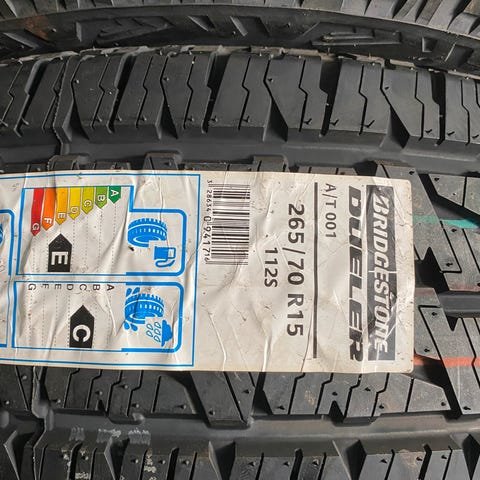 BRIDGESTONE
DUELER
A/T 001
265/70 R15
112S
A
B
C
D
E
F
G
E
A
B
C
D
E
F
G
C